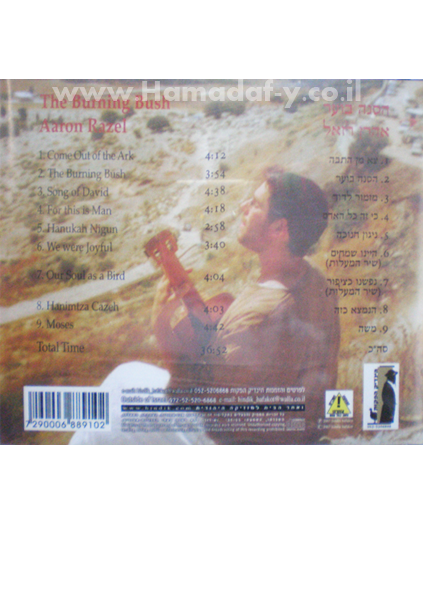 www.Hamadaf-y.co.il
The Burning Bush
Aaron Razel
הסנה בוער
אהרן רזאל
1. Come Out of the Ark 4:12 1. צא מן התבה
2. The Burning Bush 3:54 2. הסנה בוער
3. Song of David 4:38 3. מזמור לדוד
4. For this is Man 4:18 4. כי זה כל האדם
5. Hanukah Nigun 2:58 5. ניגון חנוכה
6. We were Joyful 3:40 6. היינו שמחים
(שיר המעלות)
7. Our Soul as a Bird 4:04 7. נפשנו כציפור
(שיר המעלות)
8. Hanimtza Cazeh 4:03 8. הנמצא כזה
9. Moses 4:42 9. משה
Total Time 36:52 סה"כ
7290006889102